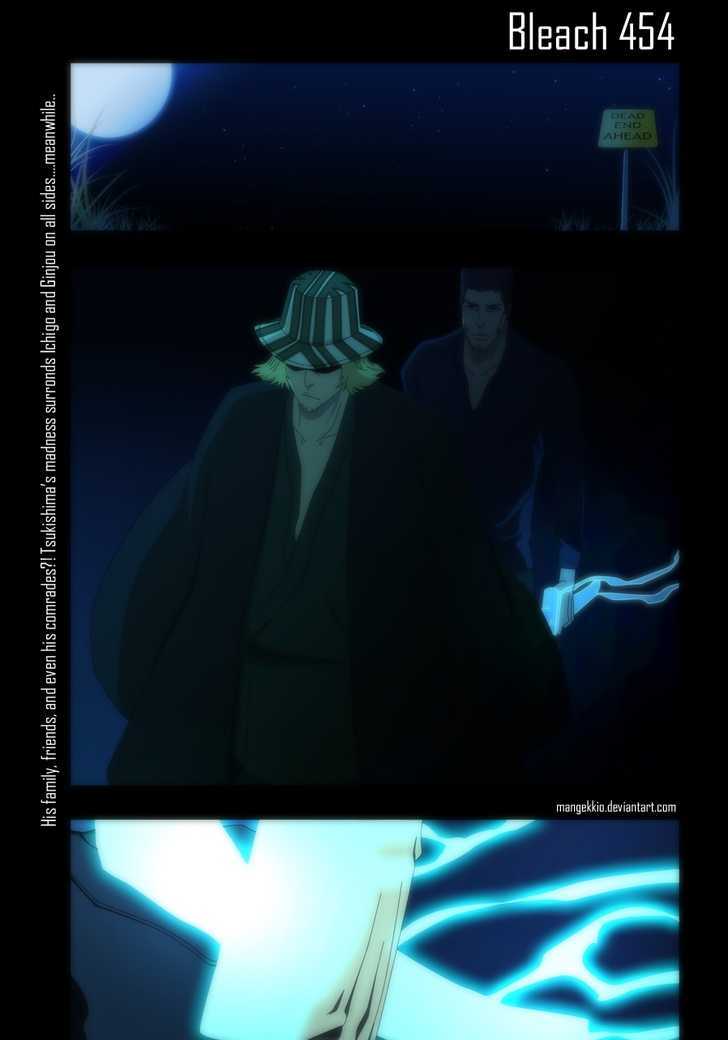 Bleach 454
DEAD
END
AHEAD
His family, friends, and even his comrades?! Tsukishima's madness surronds Ichigo and Ginjou on all sides....meanwhile..
mangekkio.deviantart.com